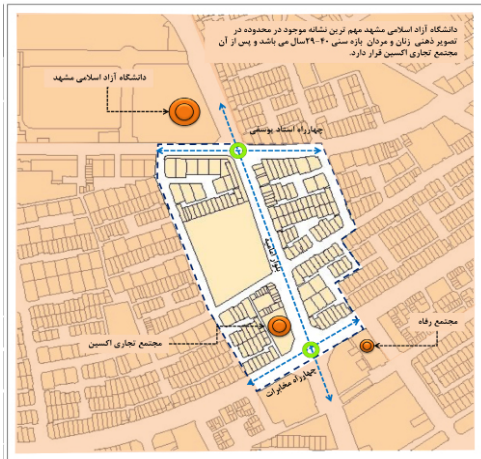 دانشگاه آزاد اسلامی مشهد مهم ترین نشانه موجود در محدوده در
تصویر ذهنی زنان و مردان بازه سنی ۴۰-۲۹سال می باشد و پس از آن
مجتمع تجاری اکسین قرار دارد.
دانشگاه آزاد اسلامی مشهد
چهارراه استاد یوسفی
بلوار امامیه
مجتمع رفاه
مجتمع تجاری اکسین
چهارراه مخابرات